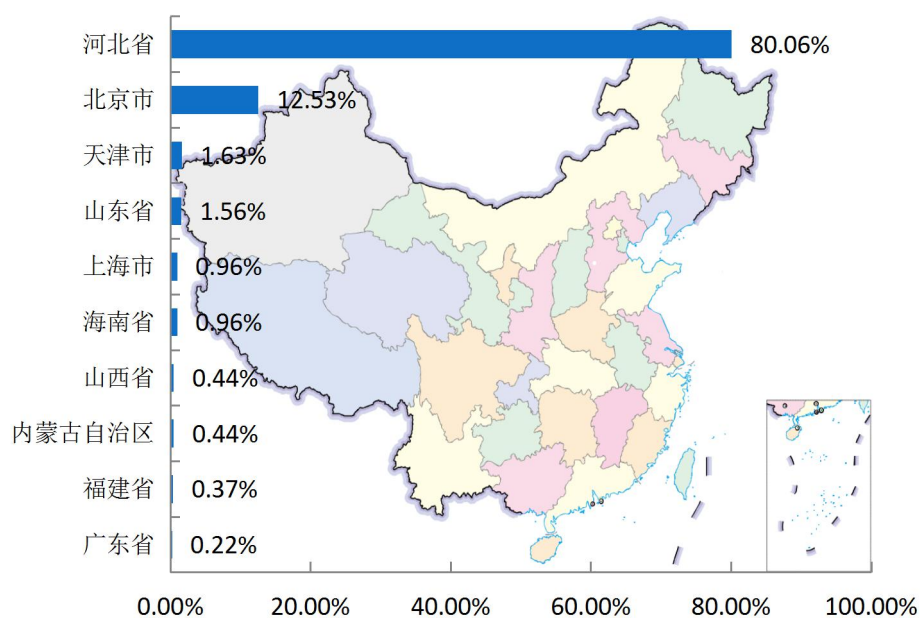 河北省 80.06%
北京市 12.53%
天津市 1.63%
山东省 1.56%
上海市 0.96%
海南省 0.96%
山西省 0.44%
内蒙古自治区 0.44%
福建省 0.37%
广东省 0.22%
0.00% 20.00% 40.00% 60.00% 80.00% 100.00%